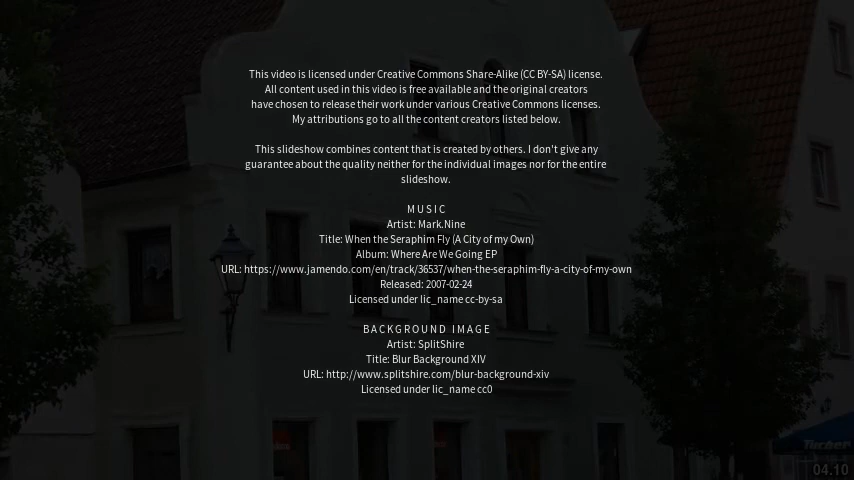 This video is licensed under Creative Commons Share-Alike (CC BY-SA) license.
All content used in this video is free available and the original creators
have chosen to release their work under various Creative Commons licenses.
My attributions go to all the content creators listed below.
This slideshow combines content that is created by others. I don't give any
guarantee about the quality neither for the individual images nor for the entire
slideshow.
MUSIC
Artist: Mark.Nine
Title: When the Seraphim Fly (A City of my Own)
Album: Where Are We Going EP
URL: https://www.jamendo.com/en/track/36537/when-the-seraphim-fly-a-city-of-my-own
Released: 2007-02-24
Licensed under lic_name cc-by-sa
BACKGROUND IMAGE
Artist: SplitShire
Title: Blur Background XIV
URL: http://www.splitshire.com/blur-background-xiv
Licensed under lic_name cc0
Tucher
04.10